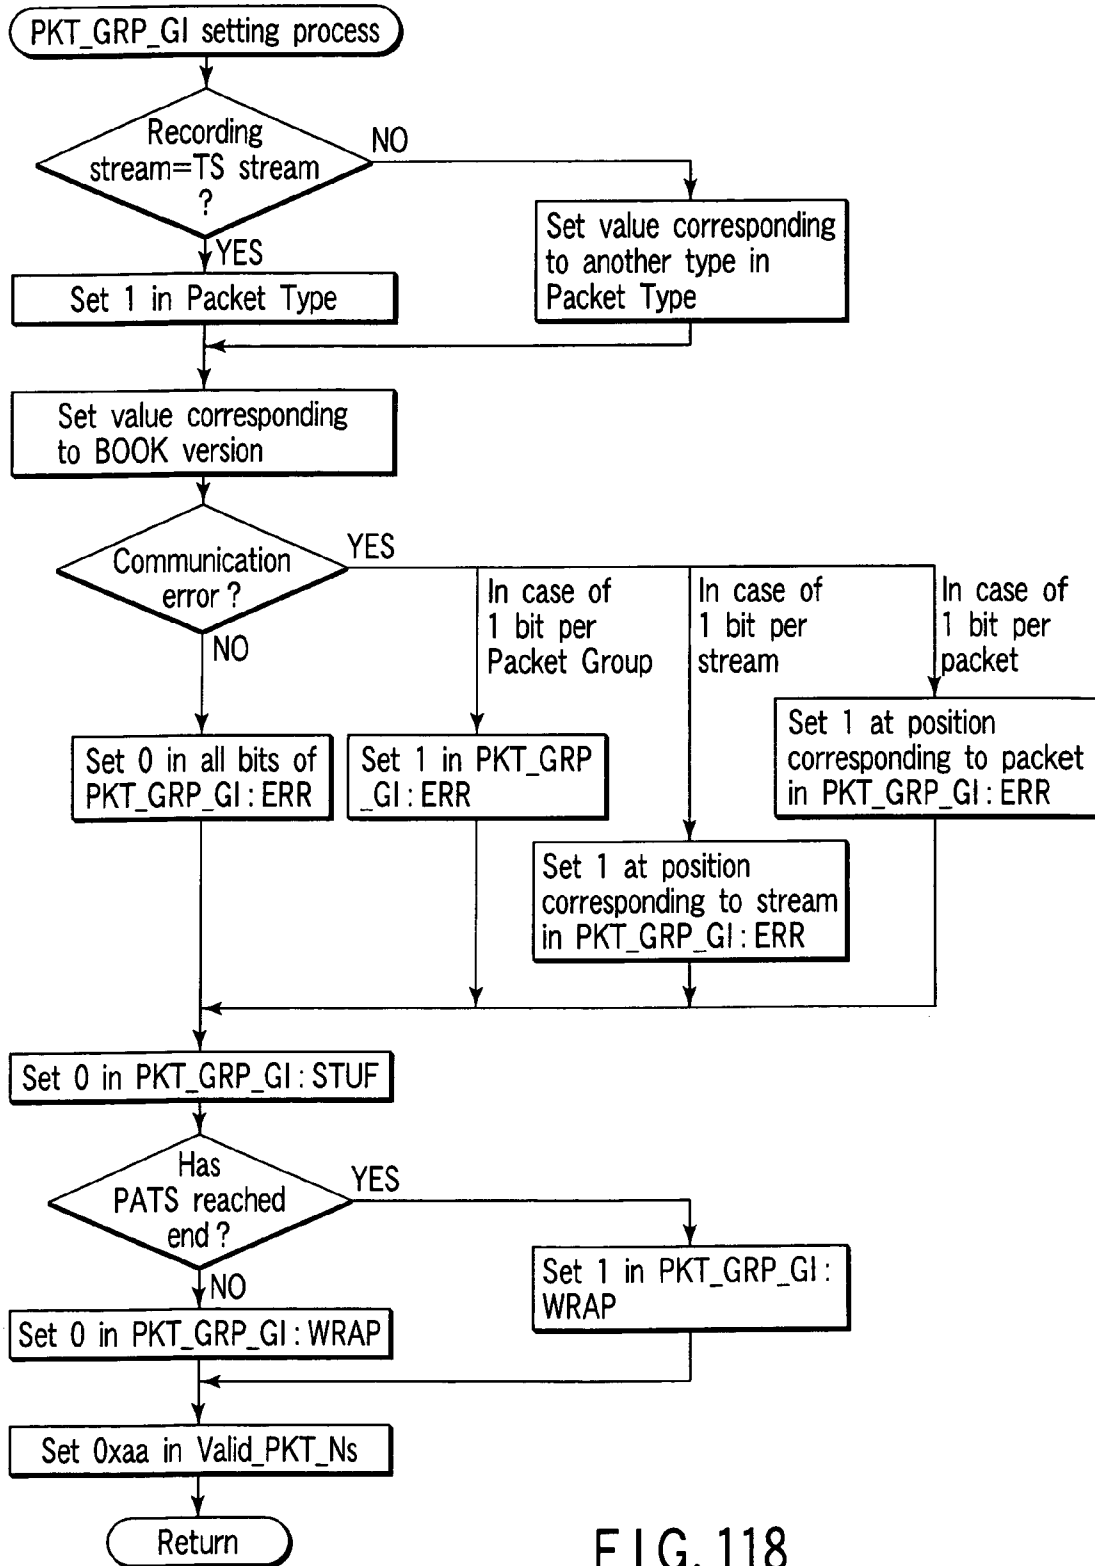 PKT_GRP_GI setting process
Recording
stream=TS stream
?
NO
YES
Set value corresponding
to another type in
Packet Type
Set 1 in Packet Type
Set value corresponding
to BOOK version
Communication
error?
YES
NO
In case of
1 bit per
Packet Group
In case of
1 bit per
stream
In case of
1 bit per
packet
Set 0 in all bits of
PKT_GRP_GI:ERR
Set 1 in PKT_GRP
_GI:ERR
Set 1 at position
corresponding to packet
in PKT_GRP_GI:ERR
Set 1 at position
corresponding to stream
in PKT_GRP_GI:ERR
Set 0 in PKT_GRP_GI:STUF
Has
PATS reached
end?
YES
NO
Set 1 in PKT_GRP_GI:
WRAP
Set 0 in PKT_GRP_GI:WRAP
Set 0xaa in Valid_PKT_Ns
Return
FIG. 118